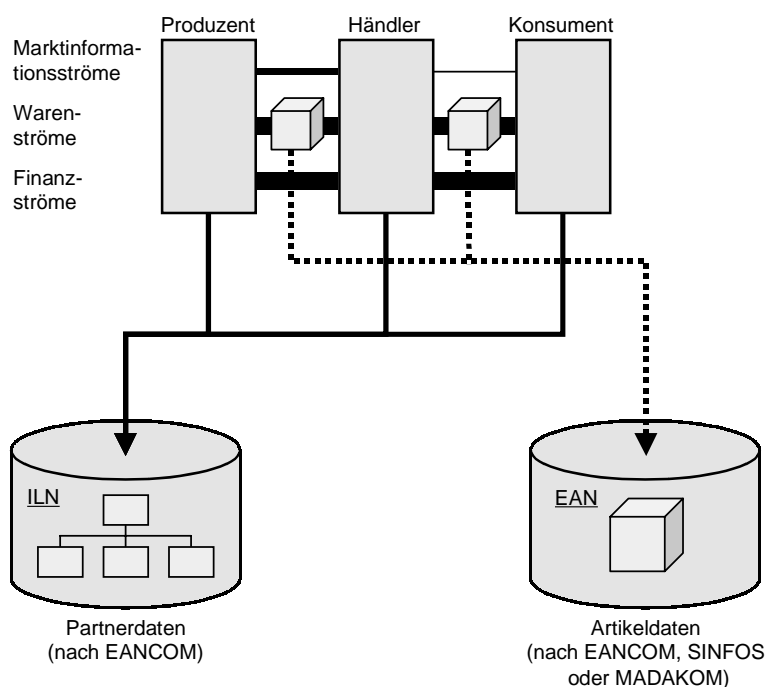 Produzent
Händler
Konsument
Marktinforma-
tionsströme
Waren-
ströme
Finanz-
ströme
ILN
EAN
Partnerdaten
(nach EANCOM)
Artikeldaten
(nach EANCOM, SINFOS
oder MADAKOM)